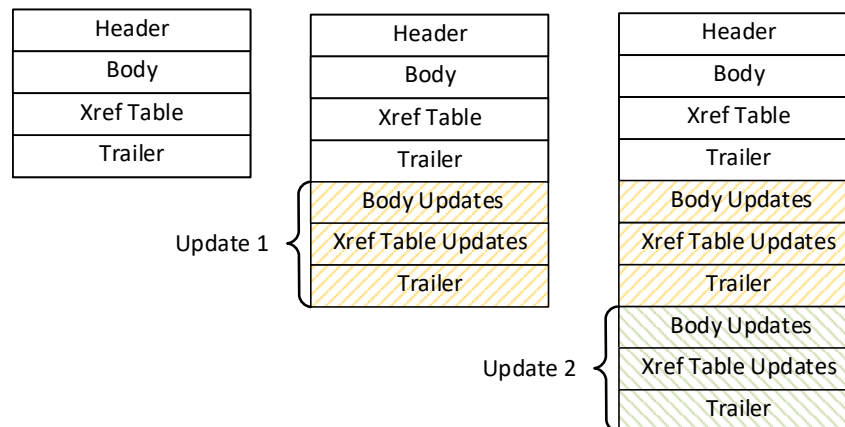 Header
Body
Xref Table
Trailer
Header
Body
Xref Table
Trailer
Body Updates
Xref Table Updates
Trailer
Update 1
Header
Body
Xref Table
Trailer
Body Updates
Xref Table Updates
Trailer
Body Updates
Xref Table Updates
Trailer
Update 2